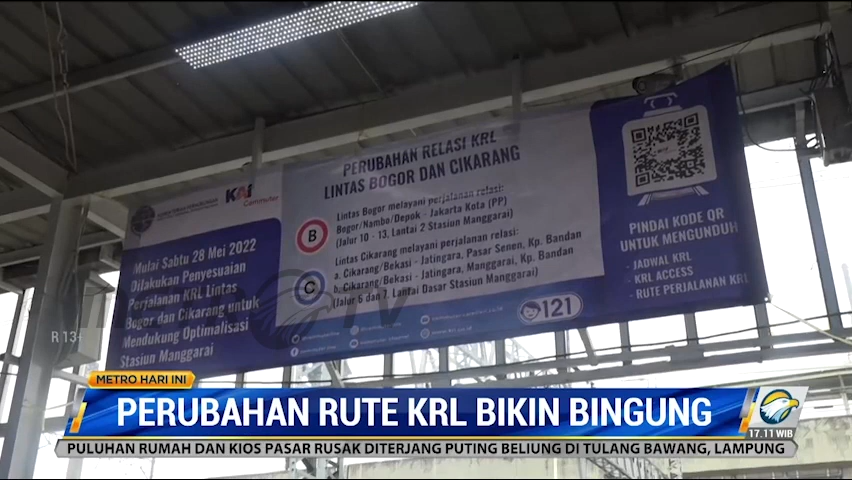 PERUBAHAN RELASI KRL
LINTAS BOGOR DAN CIKARANG
KAI
Commuter
Mulai Sabtu 28 Mei 2022
Dilakukan Penyesuaian
Perjalanan KRL Lintas
Bogor dan Cikarang untuk
Mendukung Optimalisasi
Stasiun Manggarai
B
Lintas Bogor melayani perjalanan relasi:
Bogor/Nambo/Depok - Jakarta Kota (PP)
(Jalur 10 - 13, Lantai 2 Stasiun Manggarai)
C
Lintas Cikarang melayani perjalanan relasi:
a. Cikarang/Bekasi - Jatingara, Pasar Senen, Kp. Bandan
b. Cikarang/Bekasi - Jatingara, Manggarai, Kp. Bandan
(Jalur 6 dan 7, Lantai Dasar Stasiun Manggarai)
121
PINDAI KODE QR
UNTUK MENGUNDUH
- JADWAL KRL
- KRL ACCESS
- RUTE PERJALANAN KRL
R 13
METRO HARI INI
PERUBAHAN RUTE KRL BIKIN BINGUNG
17.11 WIB
PULUHAN RUMAH DAN KIOS PASAR RUSAK DITERJANG PUTING BELIUNG DI TULANG BAWANG, LAMPUNG